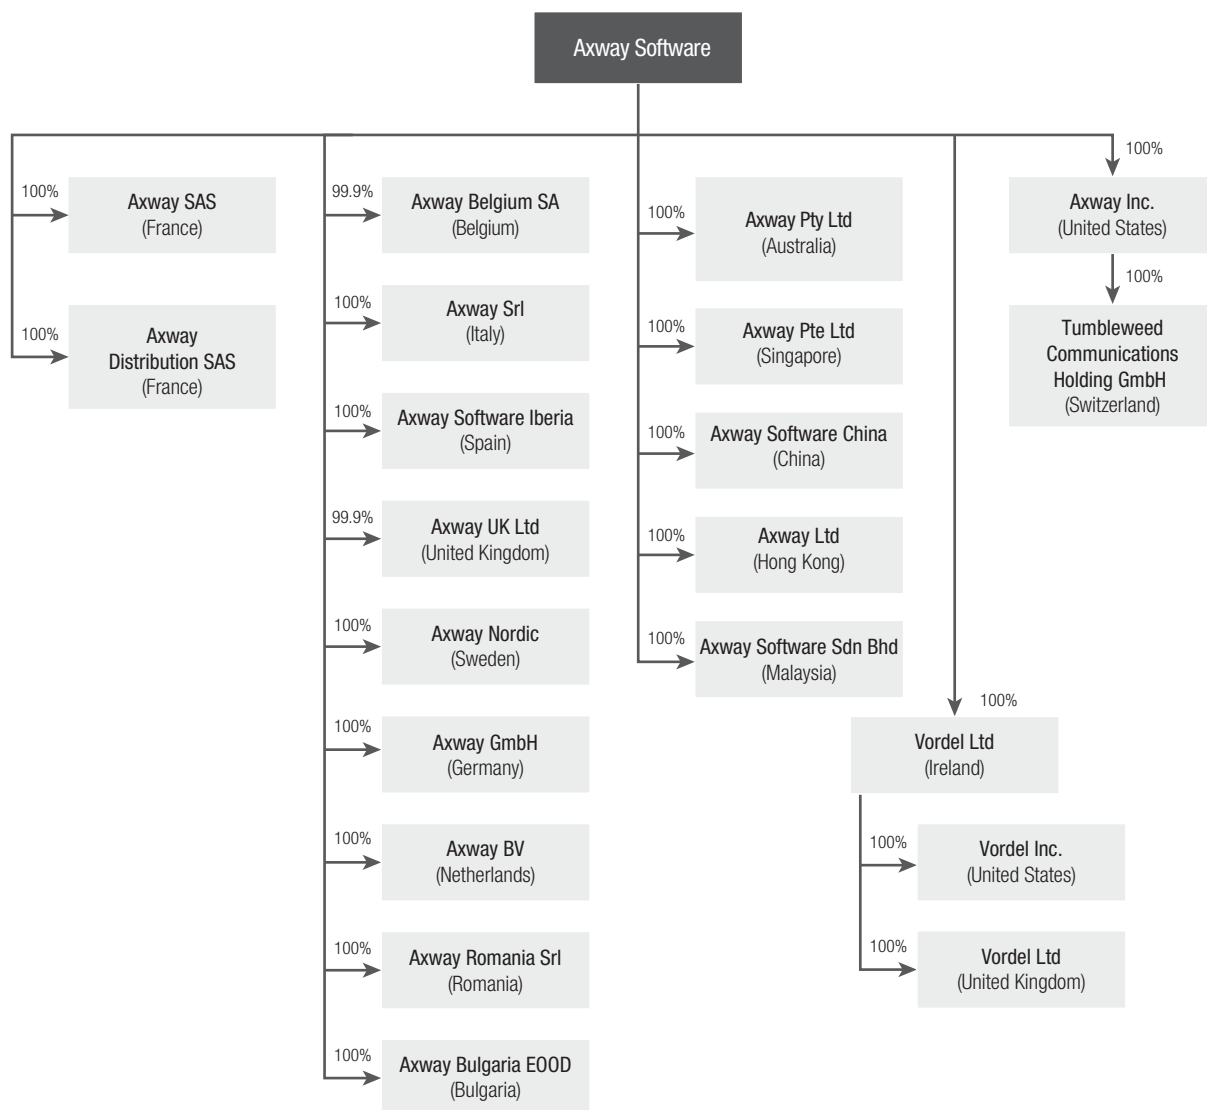 Axway Software
100%
Axway SAS
(France)
100%
Axway
Distribution SAS
(France)
99.9%
Axway Belgium SA
(Belgium)
100%
Axway Srl
(Italy)
100%
Axway Software Iberia
(Spain)
99.9%
Axway UK Ltd
(United Kingdom)
100%
Axway Nordic
(Sweden)
100%
Axway GmbH
(Germany)
100%
Axway BV
(Netherlands)
100%
Axway Romania Srl
(Romania)
100%
Axway Bulgaria EOOD
(Bulgaria)
100%
Axway Pty Ltd
(Australia)
100%
Axway Pte Ltd
(Singapore)
100%
Axway Software China
(China)
100%
Axway Ltd
(Hong Kong)
100%
Axway Software Sdn Bhd
(Malaysia)
100%
Vordel Ltd
(Ireland)
100%
Vordel Inc.
(United States)
100%
Vordel Ltd
(United Kingdom)
100%
Axway Inc.
(United States)
100%
Tumbleweed
Communications
Holding GmbH
(Switzerland)